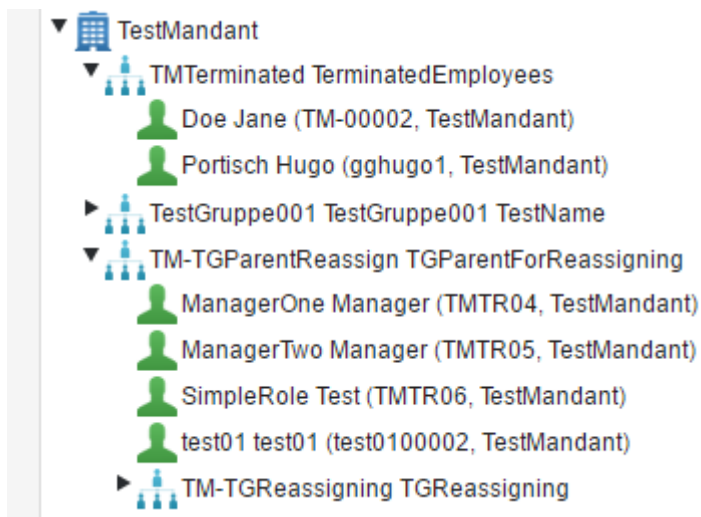 TestMandant
TMTerminated TerminatedEmployees
Doe Jane (TM-00002, TestMandant)
Portisch Hugo (gghugo1, TestMandant)
TestGruppe001 TestGruppe001 TestName
TM-TGParentReassign TGParentForReassigning
ManagerOne Manager (TMTR04, TestMandant)
ManagerTwo Manager (TMTR05, TestMandant)
SimpleRole Test (TMTR06, TestMandant)
test01 test01 (test0100002, TestMandant)
TM-TGReassigning TGReassigning